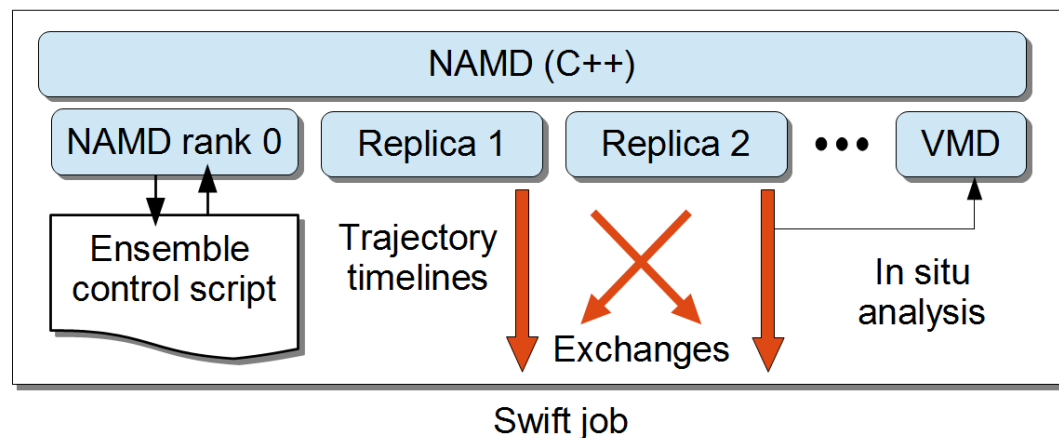 NAMD (C++)
NAMD rank 0
Replica 1
Replica 2
•••
VMD
Ensemble
control script
Trajectory
timelines
Exchanges
In situ
analysis
Swift job